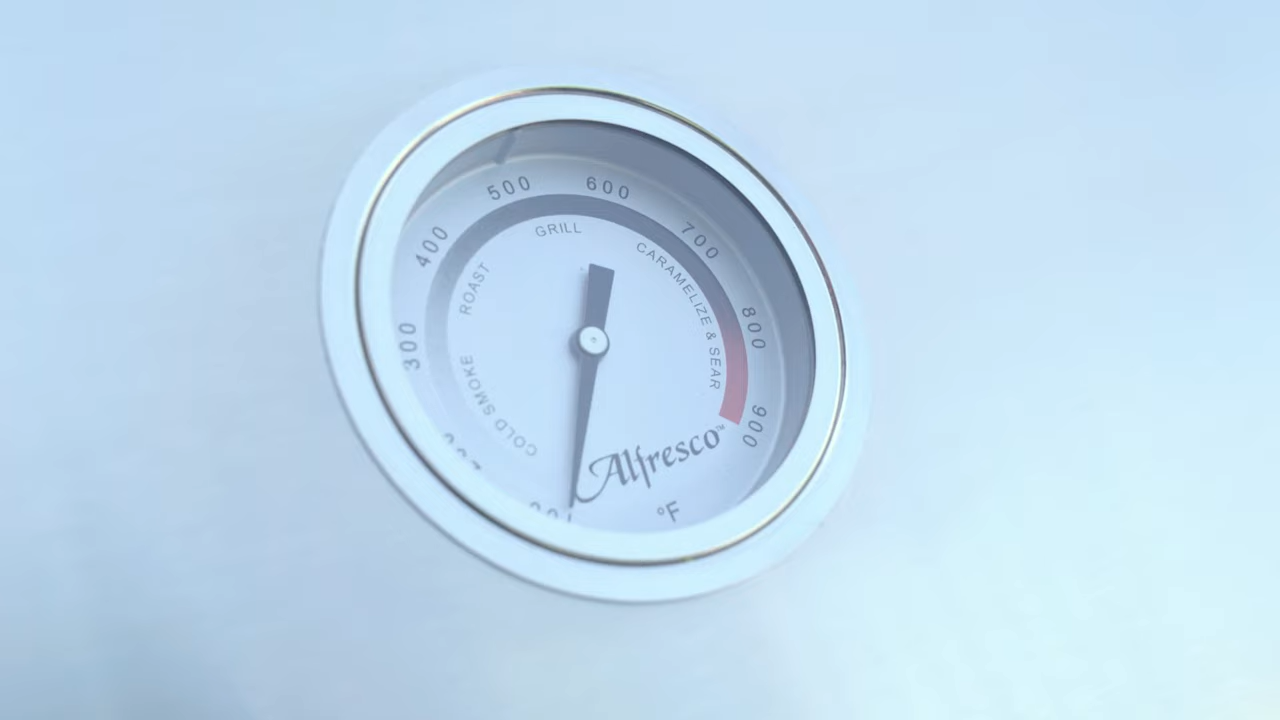 500
600
400
700
300
800
900
GRILL
ROAST
CARAMELIZE & SEAR
COLD SMOKE
Alfresco™
°F